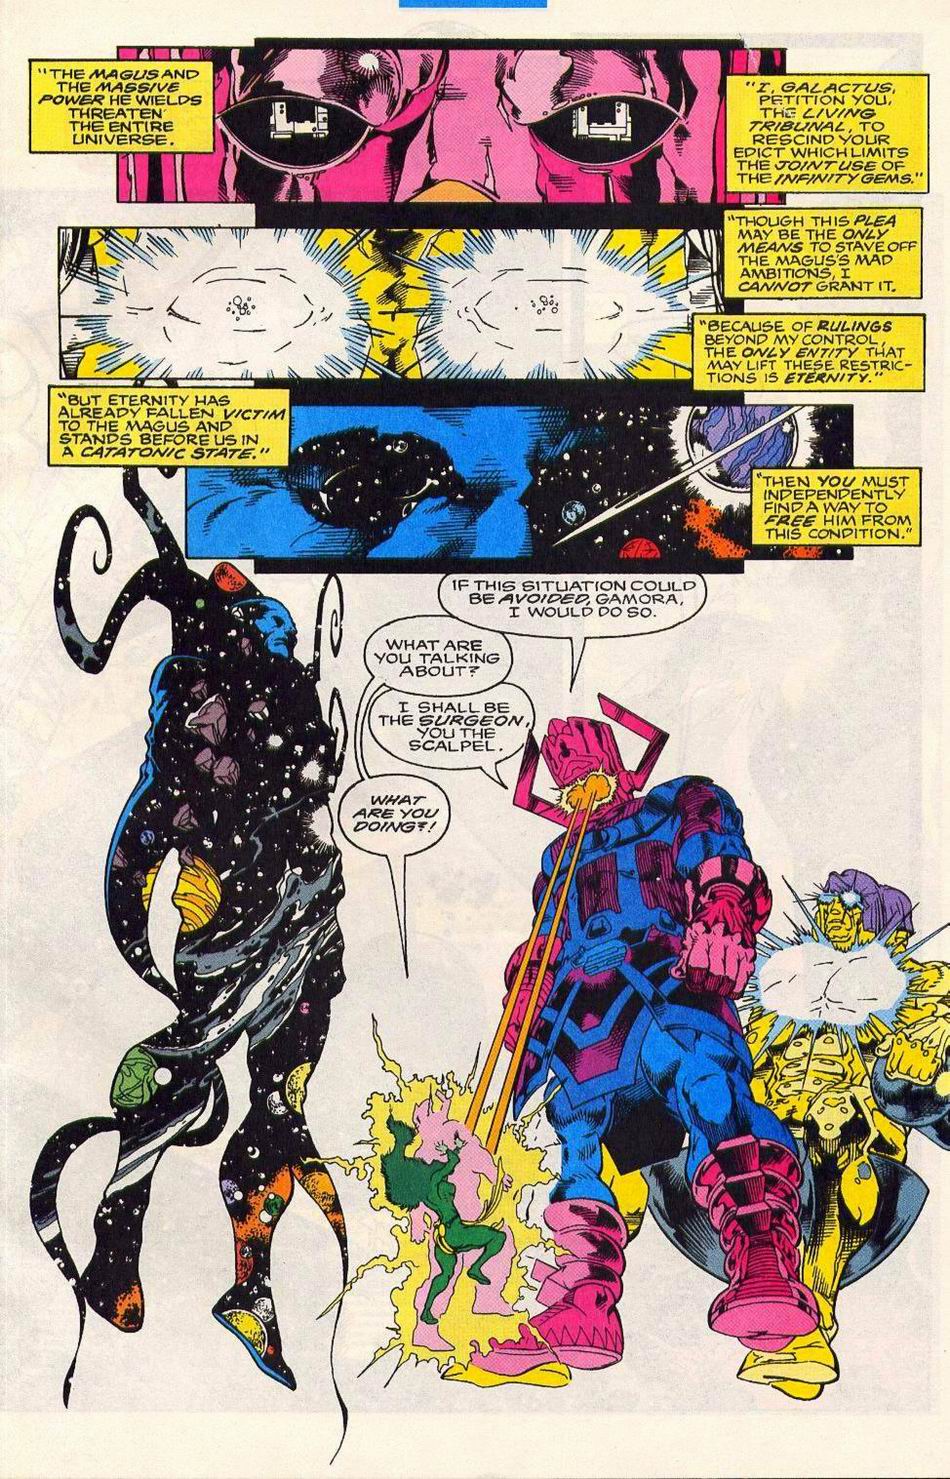 "THE MAGUS AND
THE MASSIVE
POWER HE WIELDS
THREATEN
THE ENTIRE
UNIVERSE.
"I, GALACTUS,
PETITION YOU,
THE LIVING
TRIBUNAL, TO
RESCIND YOUR
EDICT WHICH LIMITS
THE JOINT USE OF
THE INFINITY GEMS."
"THOUGH THIS PLEA
MAY BE THE ONLY
MEANS TO STAVE OFF
THE MAGUS'S MAD
AMBITIONS, I
CANNOT GRANT IT.
"BECAUSE OF RULINGS
BEYOND MY CONTROL,
THE ONLY ENTITY THAT
MAY LIFT THESE RESTRIC-
TIONS IS ETERNITY."
"BUT ETERNITY HAS
ALREADY FALLEN VICTIM
TO THE MAGUS AND
STANDS BEFORE US IN
A CATATONIC STATE."
"THEN YOU MUST
INDEPENDENTLY
FIND A WAY TO
FREE HIM FROM
THIS CONDITION."
IF THIS SITUATION COULD
BE AVOIDED, GAMORA,
I WOULD DO SO.
WHAT ARE
YOU TALKING
ABOUT?
I SHALL BE
THE SURGEON,
YOU THE
SCALPEL.
WHAT
ARE YOU
DOING?!